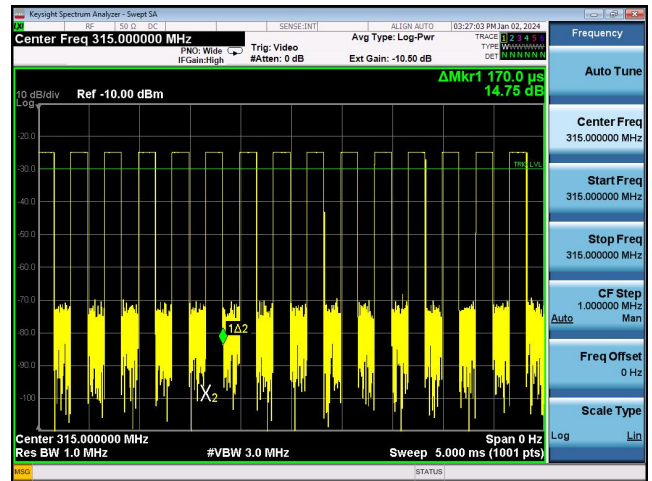 Keysight Spectrum Analyzer - Swept SA
LXI RF 50 Ω DC SENSE:INT ALIGN AUTO 03:27:03 PM Jan 02, 2024
Center Freq 315.000000 MHz
PNO: Wide
IFGain:High
Trig: Video
#Atten: 0 dB
Avg Type: Log-Pwr
Ext Gain: -10.50 dB
TRACE 1 2 3 4 5 6
TYPE WWWWWW
DET N N N N N N
ΔMkr1 170.0 µs
14.75 dB
10 dB/div Ref -10.00 dBm
Log
-20.0
-30.0
TRIG LVL
-40.0
-50.0
-60.0
-70.0
-80.0
1Δ2
-90.0
-100
X2
Center 315.000000 MHz Span 0 Hz
Res BW 1.0 MHz #VBW 3.0 MHz Sweep 5.000 ms (1001 pts)
MSG STATUS
Frequency
Auto Tune
Center Freq
315.000000 MHz
Start Freq
315.000000 MHz
Stop Freq
315.000000 MHz
CF Step
1.000000 MHz
Auto Man
Freq Offset
0 Hz
Scale Type
Log Lin